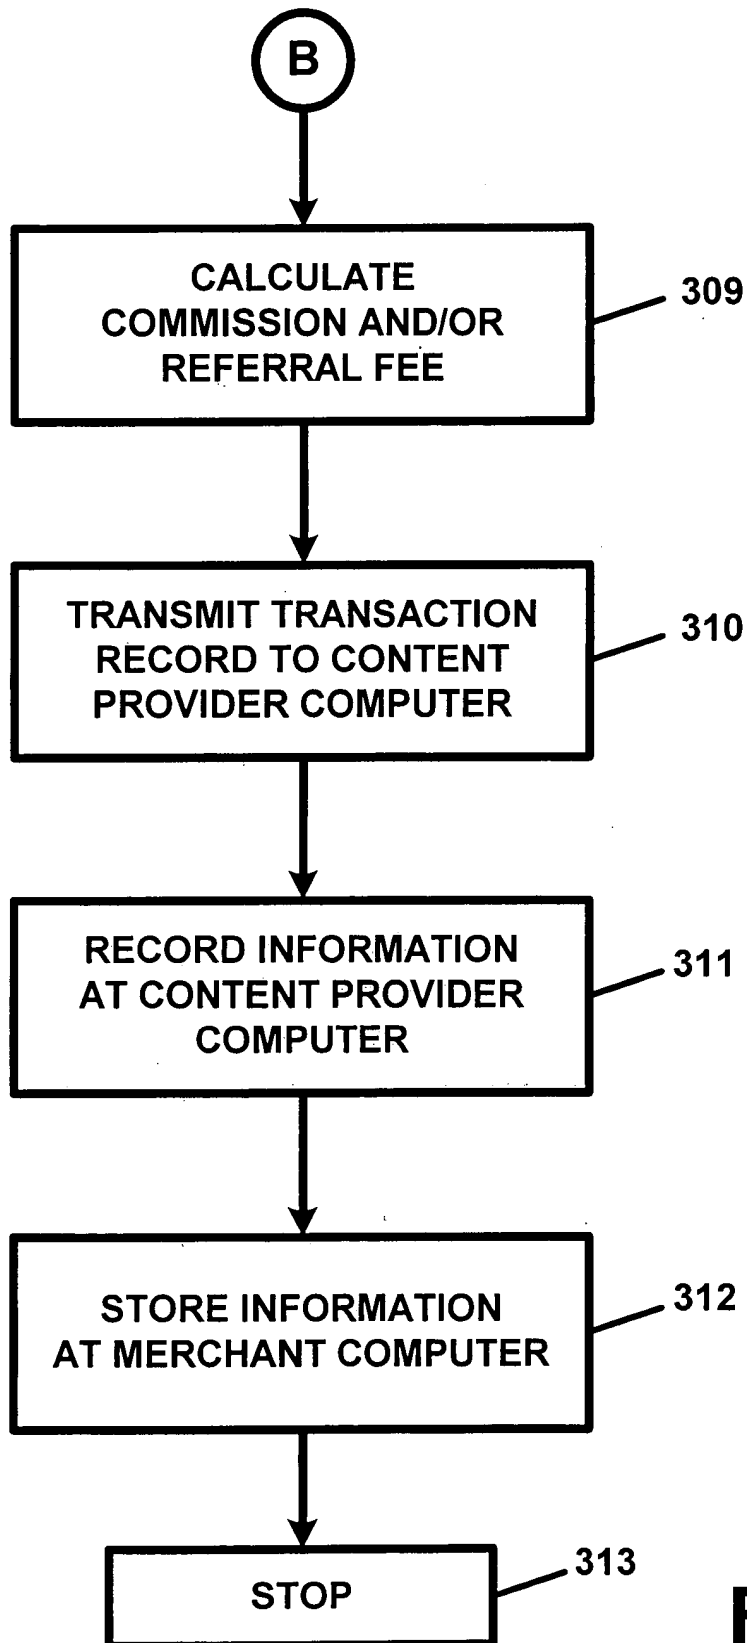 B
CALCULATE
COMMISSION AND/OR
REFERRAL FEE
309
TRANSMIT TRANSACTION
RECORD TO CONTENT
PROVIDER COMPUTER
310
RECORD INFORMATION
AT CONTENT PROVIDER
COMPUTER
311
STORE INFORMATION
AT MERCHANT COMPUTER
312
STOP
313